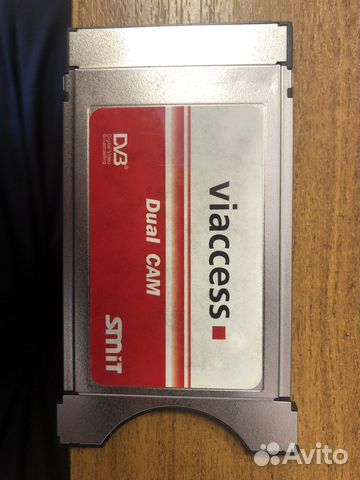 viaccess
DVB®
Digital Video
Broadcasting
Dual CAM
SMiT
Avito